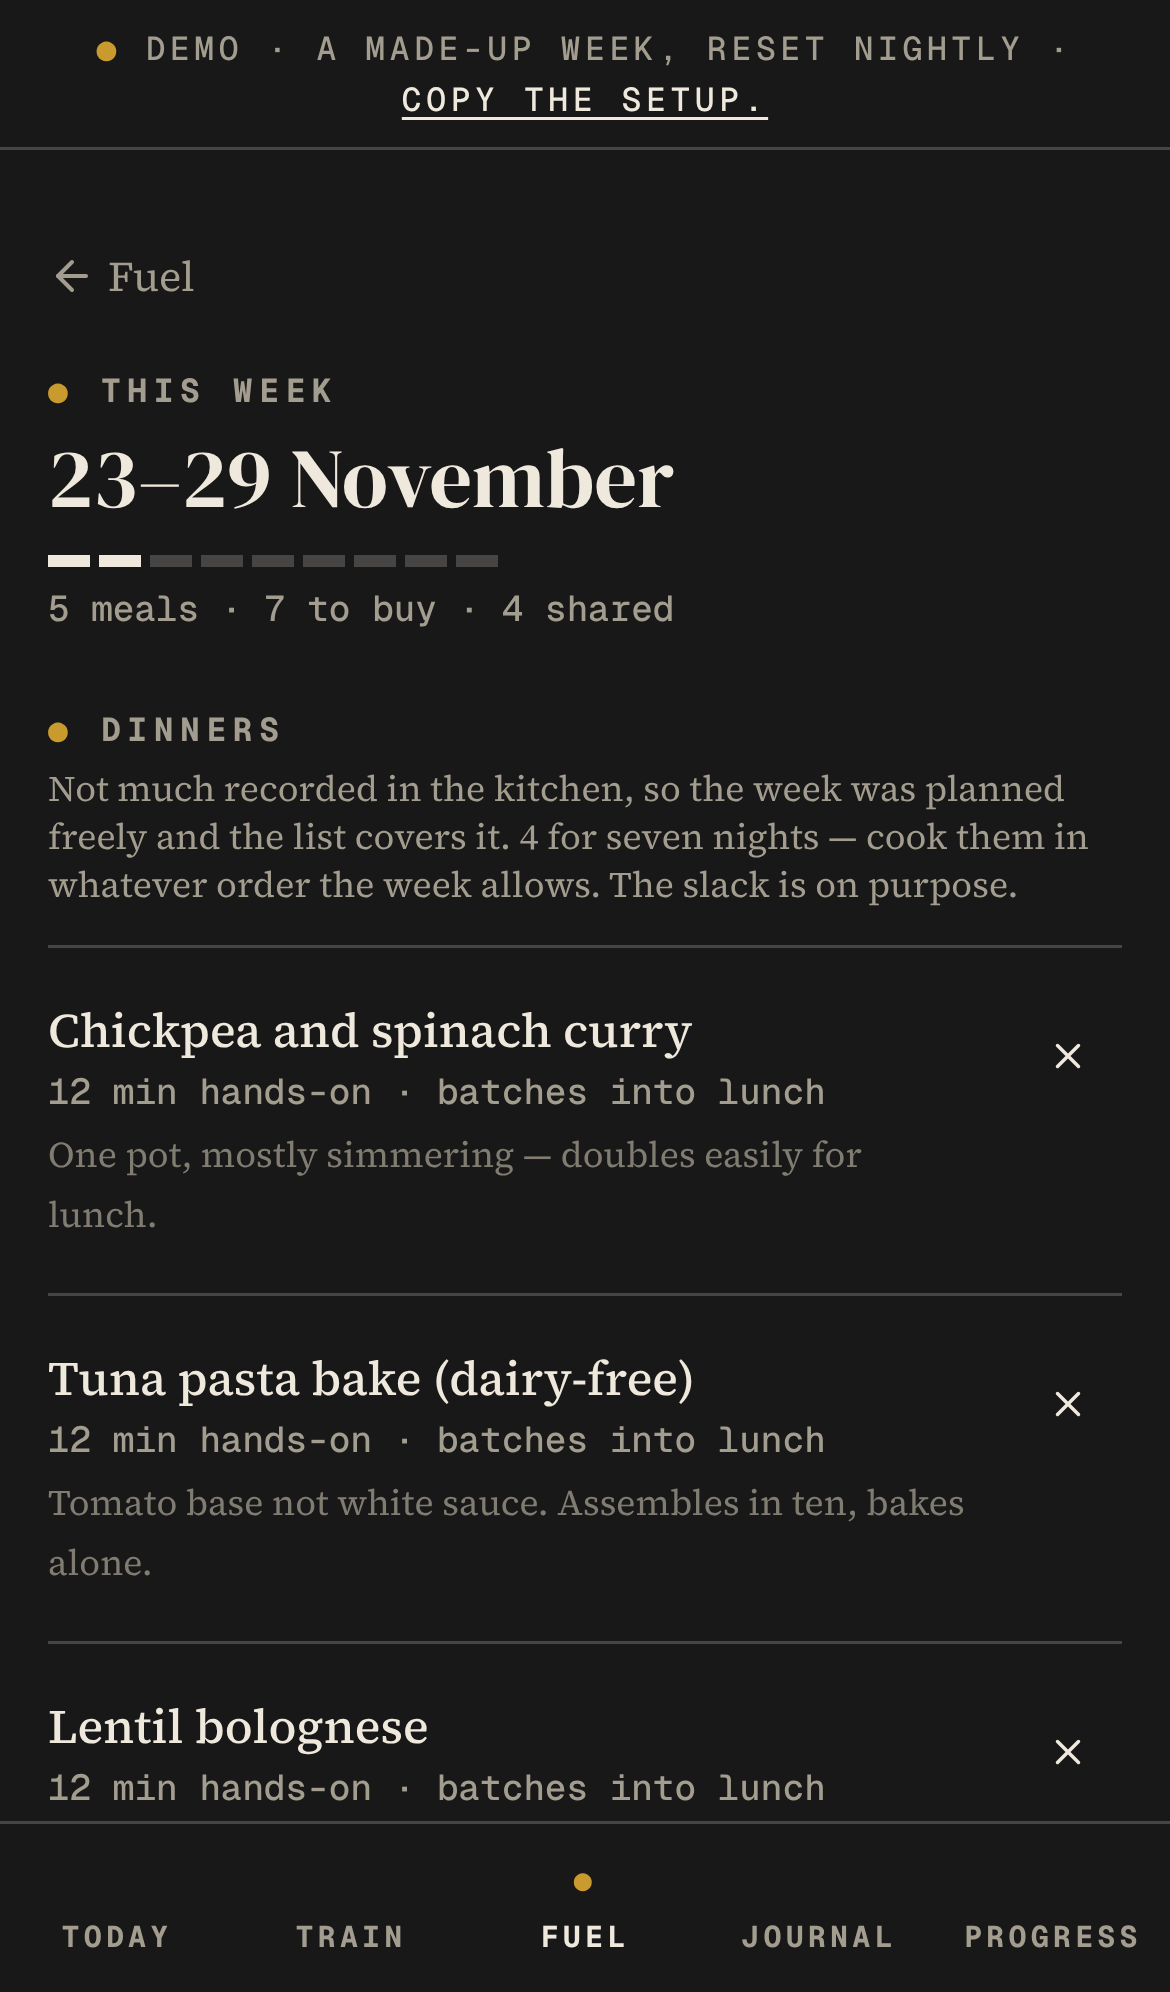 DEMO · A MADE-UP WEEK, RESET NIGHTLY ·
COPY THE SETUP.
← Fuel
THIS WEEK
23–29 November
5 meals · 7 to buy · 4 shared
DINNERS
Not much recorded in the kitchen, so the week was planned
freely and the list covers it. 4 for seven nights — cook them in
whatever order the week allows. The slack is on purpose.
Chickpea and spinach curry
12 min hands-on · batches into lunch
One pot, mostly simmering — doubles easily for
lunch.
Tuna pasta bake (dairy-free)
12 min hands-on · batches into lunch
Tomato base not white sauce. Assembles in ten, bakes
alone.
Lentil bolognese
12 min hands-on · batches into lunch
TODAY TRAIN FUEL JOURNAL PROGRESS